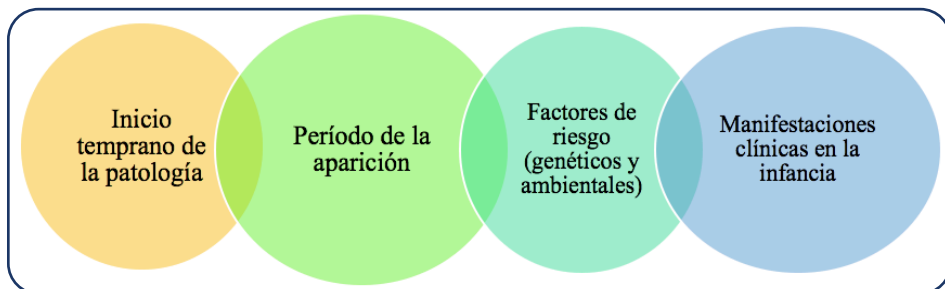 Inicio
temprano de
la patología
Período de la
aparición
Factores de
riesgo
(genéticos y
ambientales)
Manifestaciones
clínicas en la
infancia